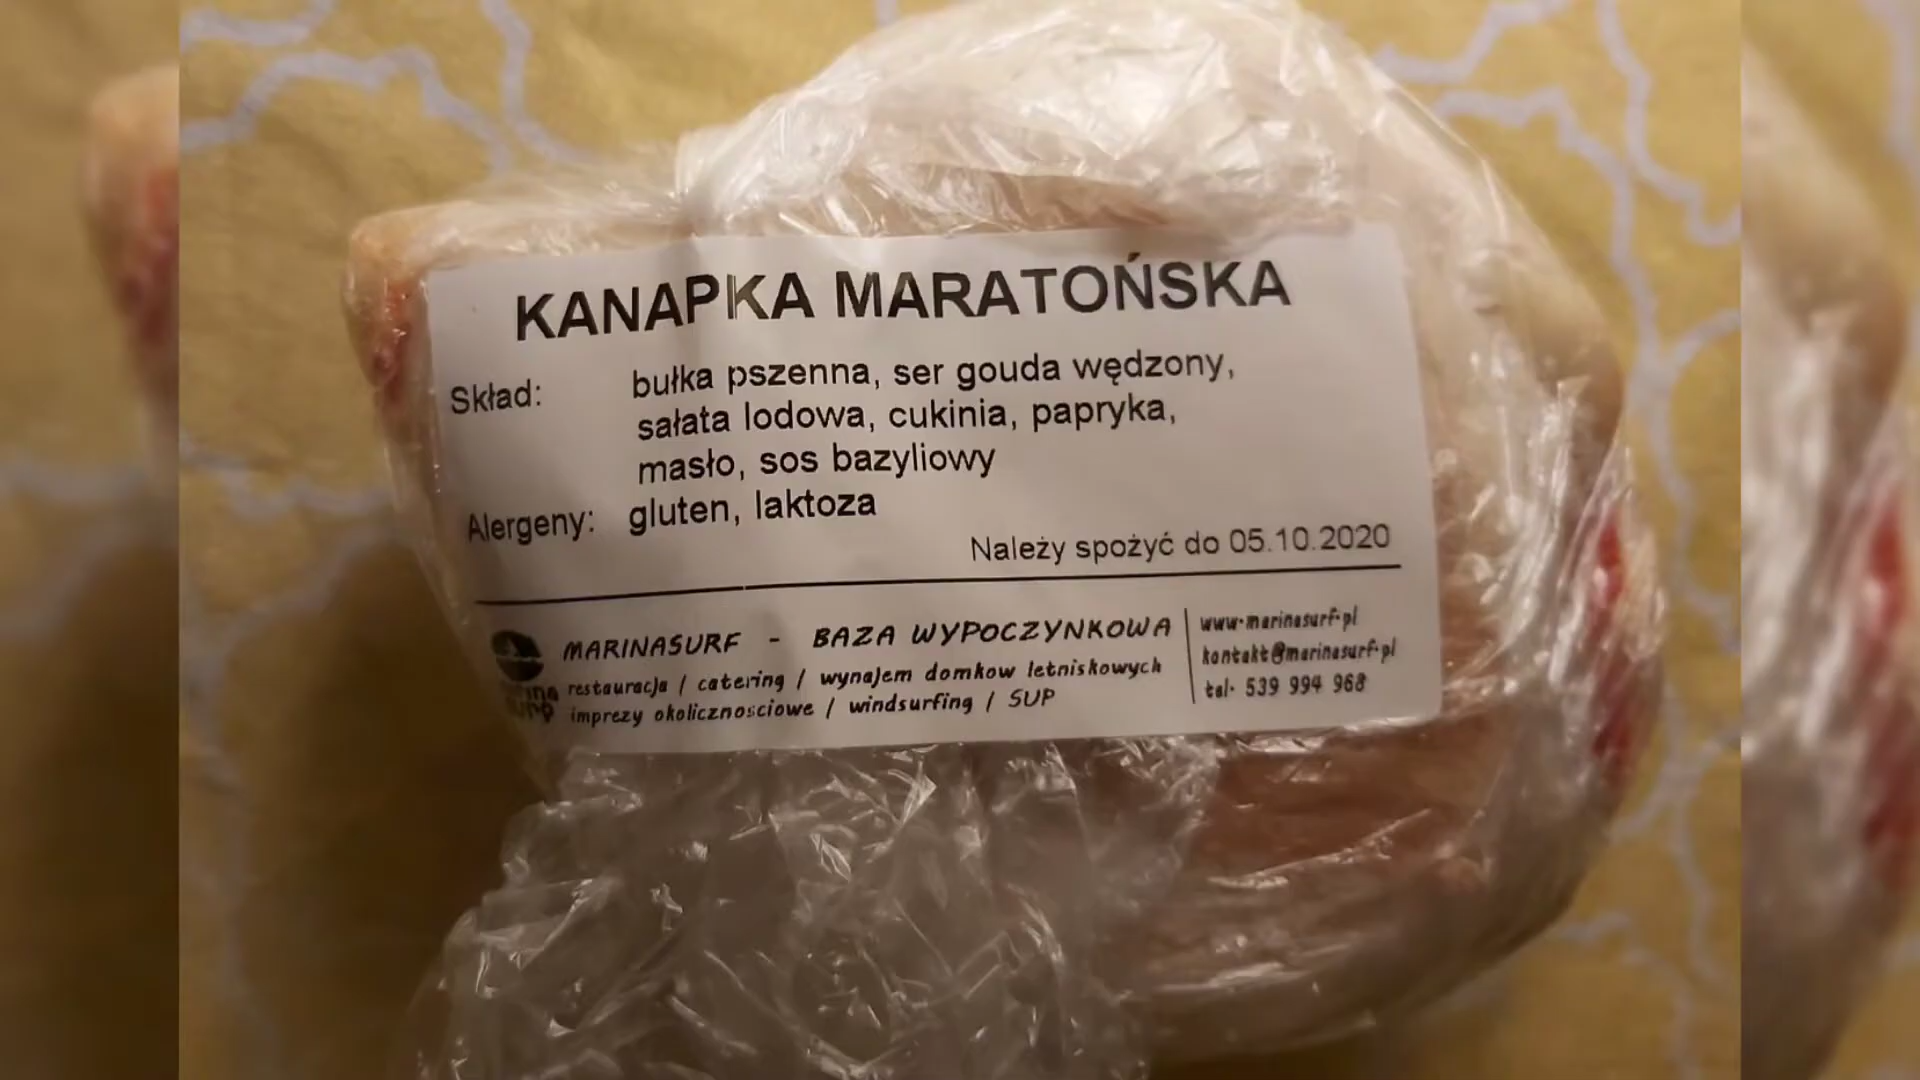 KANAPKA MARATOŃSKA
Skład: bułka pszenna, ser gouda wędzony,
sałata lodowa, cukinia, papryka,
masło, sos bazyliowy
Alergeny: gluten, laktoza
Należy spożyć do 05.10.2020
MARINASURF - BAZA WYPOCZYNKOWA
restauracja / catering / wynajem domkow letniskowych
imprezy okolicznosciowe / windsurfing / SUP
www.marinasurf.pl
kontakt@marinasurf.pl
tel. 539 994 968